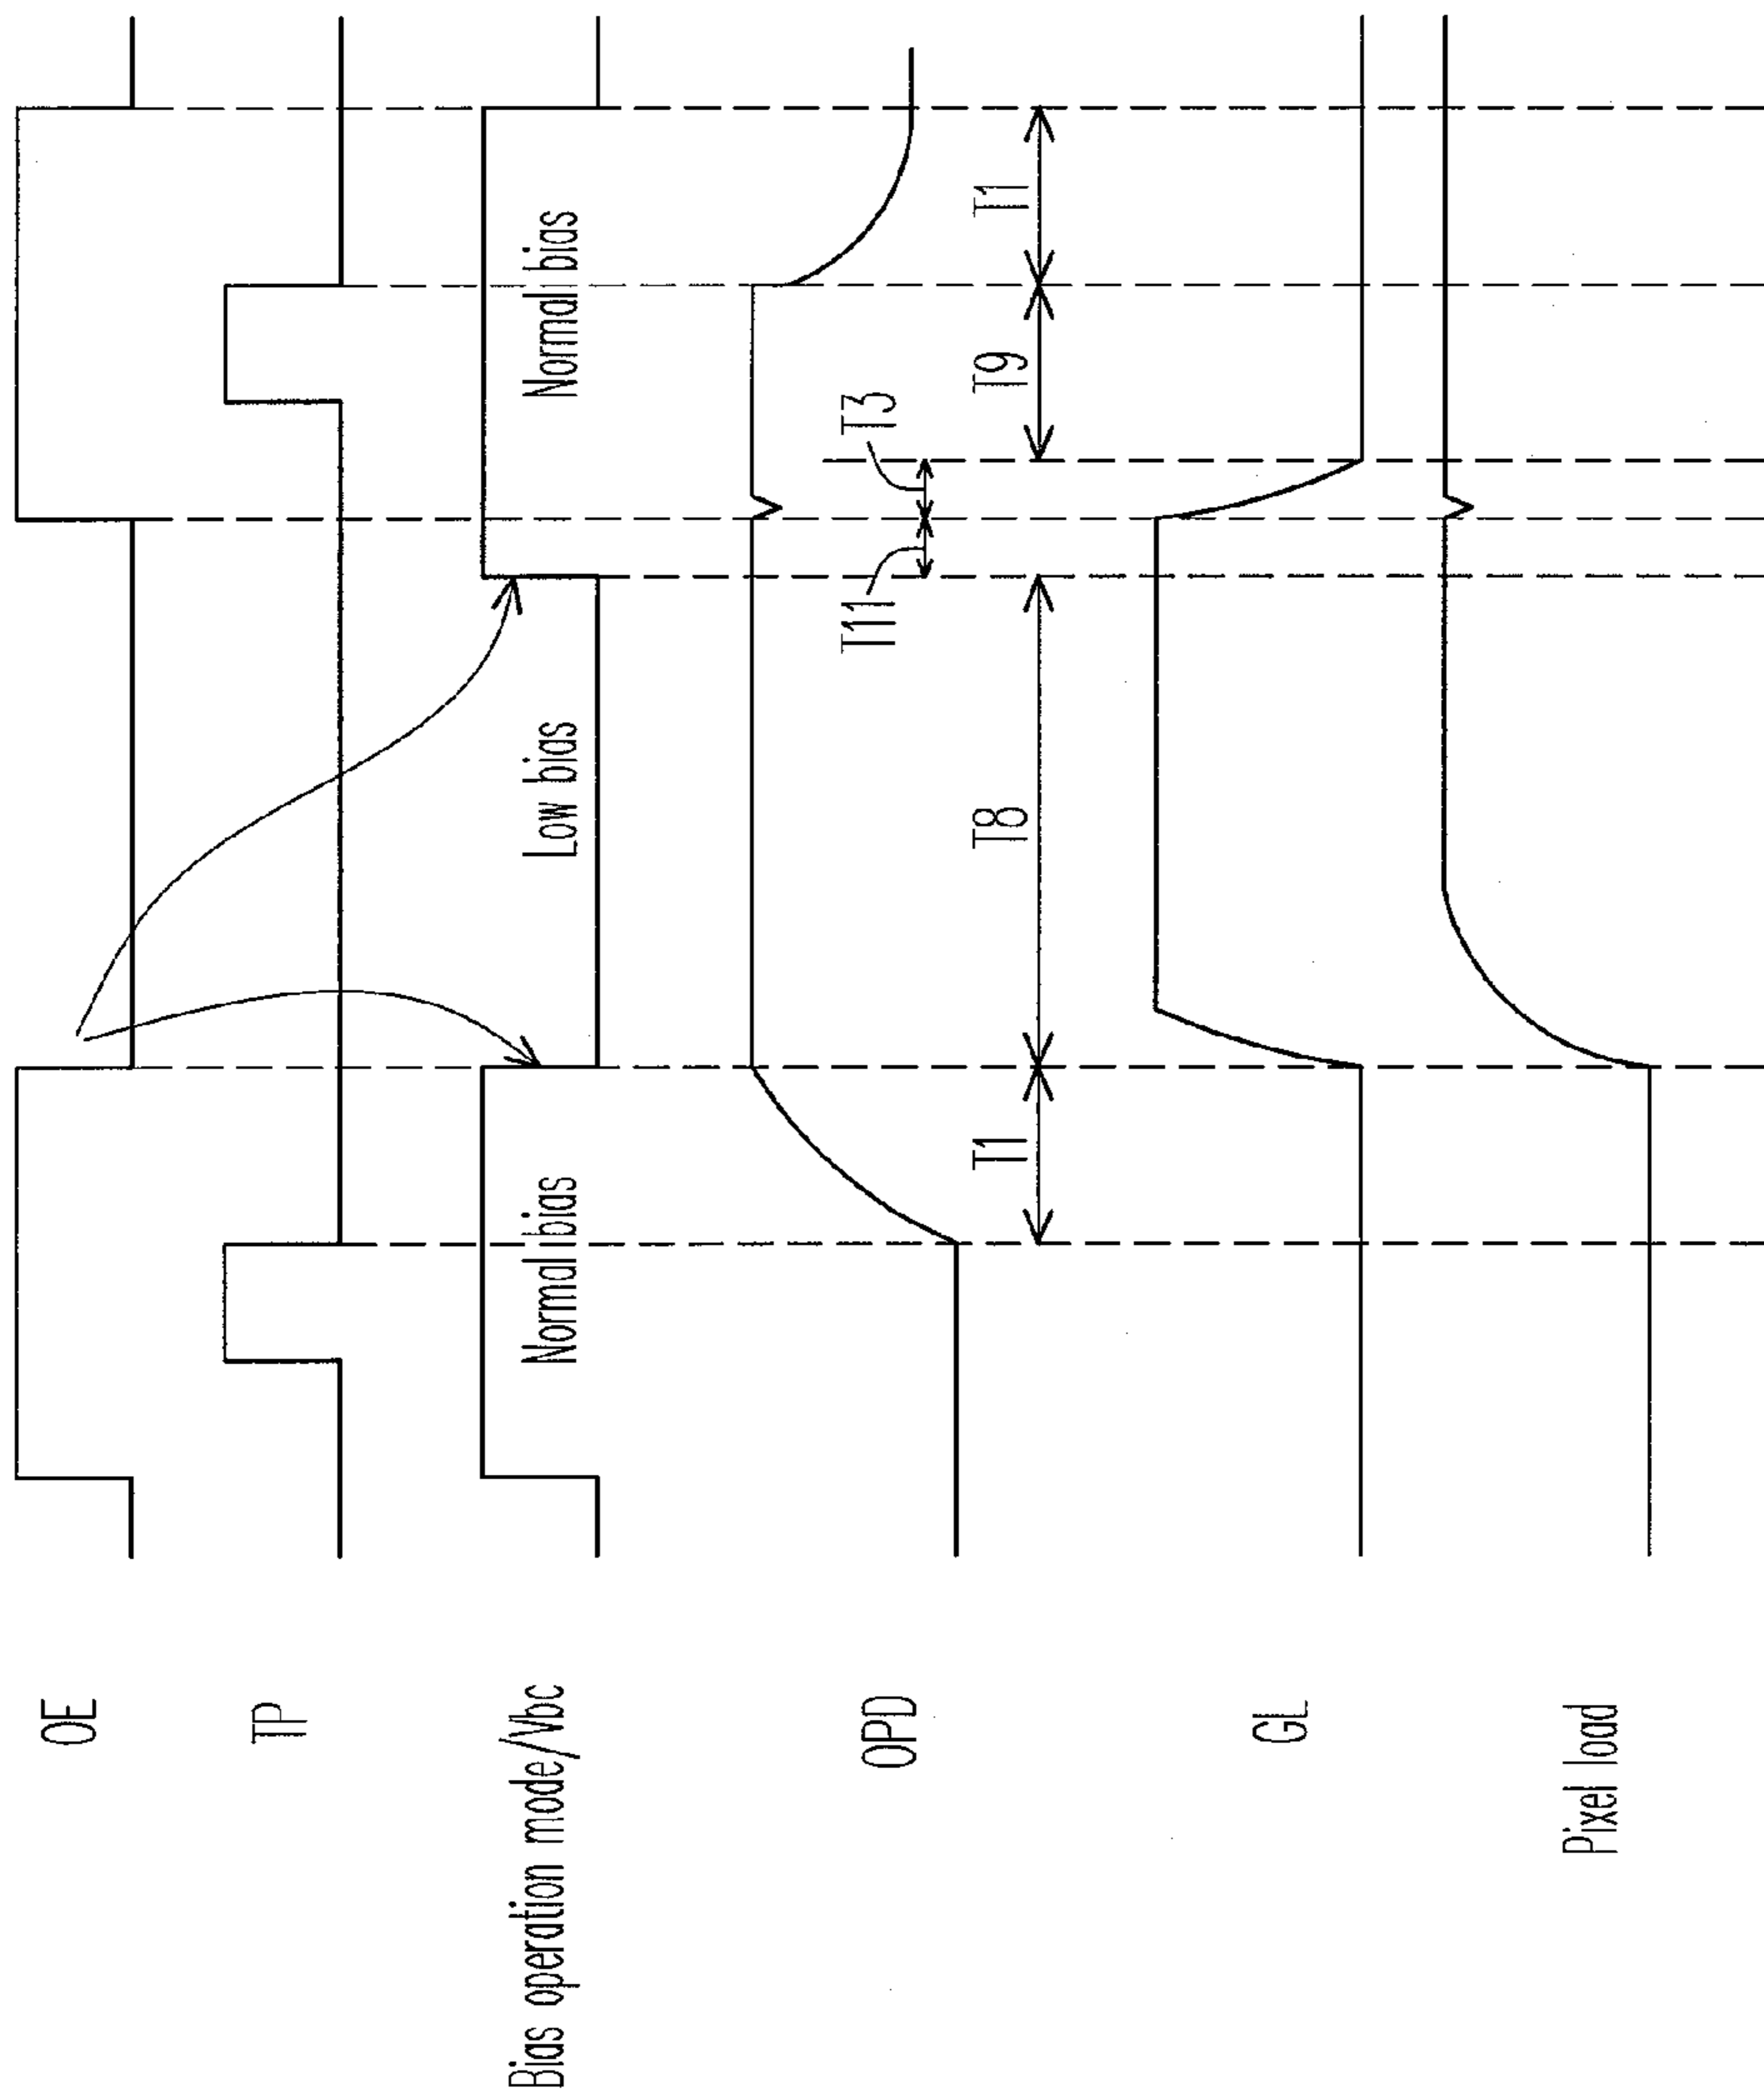 OE
TP
Bias operation mode/Vbc
Normal bias
Low bias
Normal bias
OPD
T11
T3
T1
T8
T9
T1
GL
Pixel load